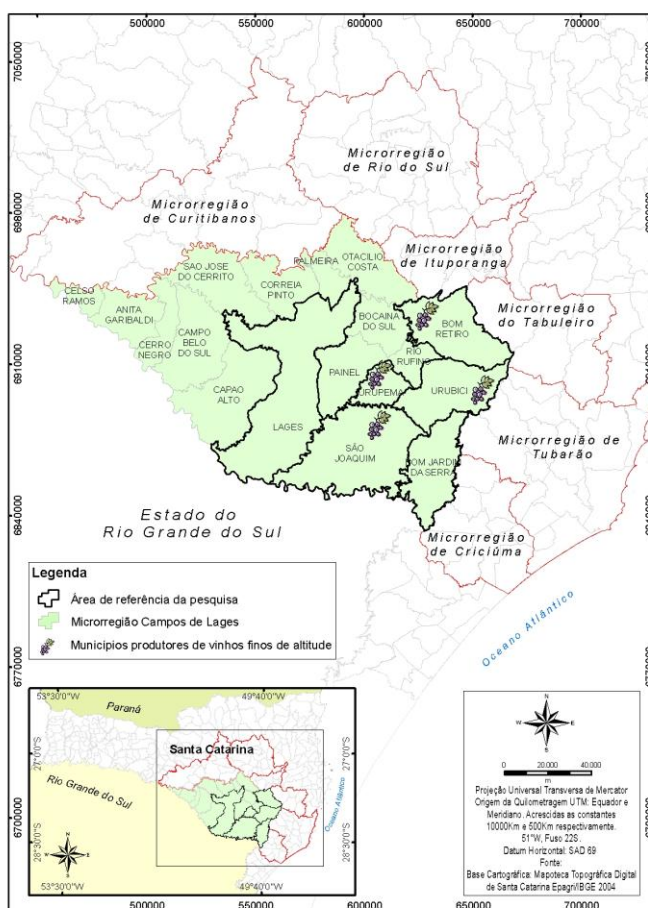 500000
550000
600000
650000
700000
7050000
7050000
Microrregião
de Rio do Sul
6980000
6980000
Microrregião
de Curitibanos
Microrregião
de Ituporanga
PALMEIRA
OTACILIO
COSTA
SAO JOSE
DO CERRITO
CORREIA
PINTO
CELSO
RAMOS
ANITA
GARIBALDI
BOCAINA
DO SUL
BOM
RETIRO
Microrregião
do Tabuleiro
CERRO
NEGRO
CAMPO
BELO
DO SUL
RIO
RUFINO
6910000
6910000
PAINEL
URUPEMA
URUBICI
CAPAO
ALTO
LAGES
SÃO
JOAQUIM
BOM JARDIM
DA SERRA
Microrregião de
Tubarão
6840000
6840000
Estado do
Rio Grande do Sul
Microrregião
de Criciúma
Legenda
Área de referência da pesquisa
Microrregião Campos de Lages
Municípios produtores de vinhos finos de altitude
Oceano Atlântico
6770000
6770000
53°30'0"W
49°40'0"W
Paraná
Santa Catarina
27°0'0"S
27°0'0"S
Rio Grande do Sul
Oceano Atlântico
6700000
6700000
28°30'0"S
28°30'0"S
N
W
E
S
53°30'0"W
49°40'0"W
N
W
E
S
0
20.000
40.000
Projeção Universal Transversa de Mercator
Origem da Quilometragem UTM: Equador e
Meridiano. Acrescidas as constantes
10000Km e 500Km respectivamente.
51°W, Fuso 22S.
Datum Horizontal: SAD 69
Fonte:
Base Cartográfica: Mapoteca Topográfica Digital
de Santa Catarina Epagri/IBGE 2004
500000
550000
600000
650000
700000